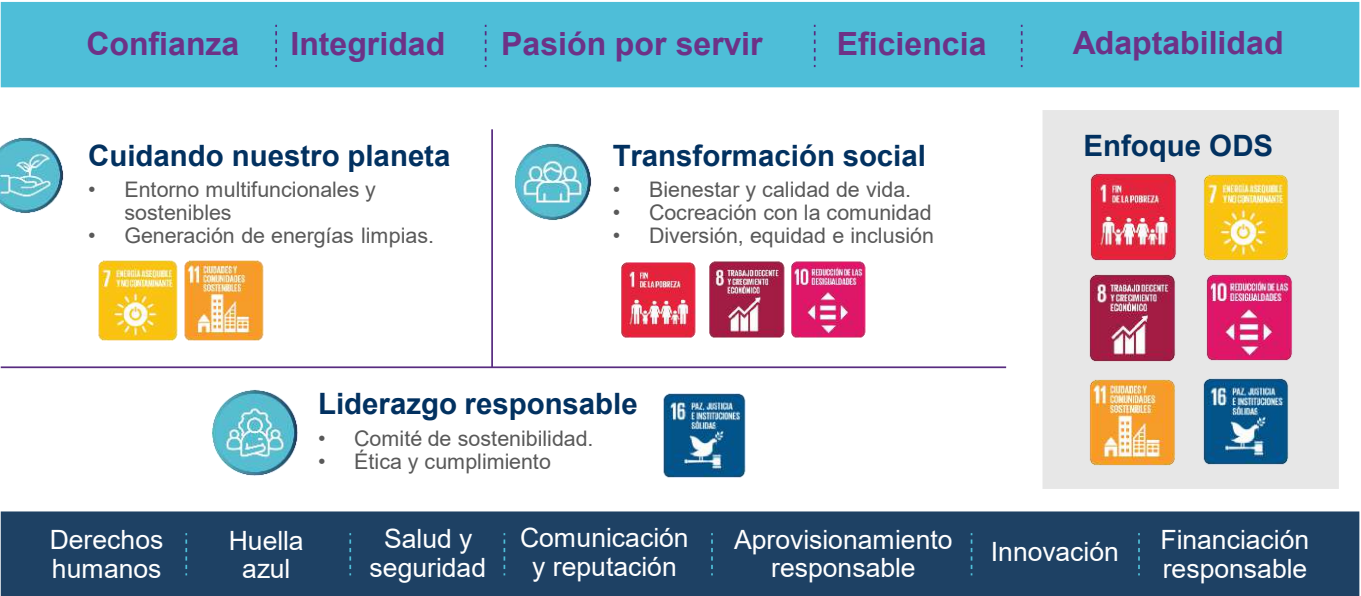 Confianza
Integridad
Pasión por servir
Eficiencia
Adaptabilidad
Cuidando nuestro planeta
• Entorno multifuncionales y
sostenibles
• Generación de energías limpias.
7 ENERGÍA ASEQUIBLE
Y NO CONTAMINANTE
11 CIUDADES Y
COMUNIDADES
SOSTENIBLES
Transformación social
• Bienestar y calidad de vida.
• Cocreación con la comunidad
• Diversión, equidad e inclusión
1 FIN
DE LA POBREZA
8 TRABAJO DECENTE
Y CRECIMIENTO
ECONÓMICO
10 REDUCCIÓN DE LAS
DESIGUALDADES
Liderazgo responsable
• Comité de sostenibilidad.
• Ética y cumplimiento
16 PAZ, JUSTICIA
E INSTITUCIONES
SÓLIDAS
Enfoque ODS
1 FIN
DE LA POBREZA
7 ENERGÍA ASEQUIBLE
Y NO CONTAMINANTE
8 TRABAJO DECENTE
Y CRECIMIENTO
ECONÓMICO
10 REDUCCIÓN DE LAS
DESIGUALDADES
11 CIUDADES Y
COMUNIDADES
SOSTENIBLES
16 PAZ, JUSTICIA
E INSTITUCIONES
SÓLIDAS
Derechos
humanos
Huella
azul
Salud y
seguridad
Comunicación
y reputación
Aprovisionamiento
responsable
Innovación
Financiación
responsable